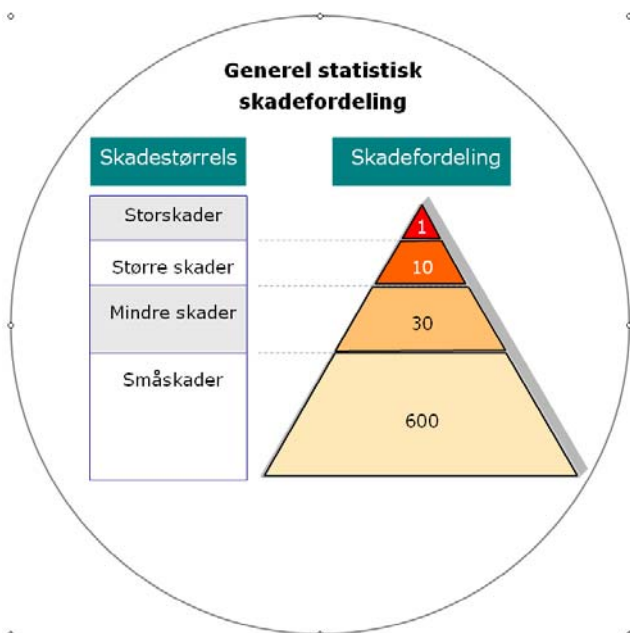 Generel statistisk
skadefordeling
Skadestørrels
Skadefordeling
Storskader
1
Større skader
10
Mindre skader
30
Småskader
600